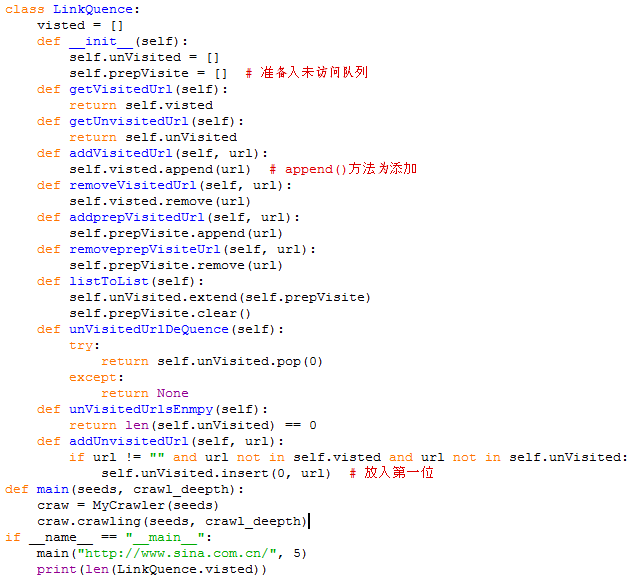 class LinkQuence:
    visted = []
    def __init__(self):
        self.unVisited = []
        self.prepVisite = []  # 准备入未访问队列
    def getVisitedUrl(self):
        return self.visted
    def getUnvisitedUrl(self):
        return self.unVisited
    def addVisitedUrl(self, url):
        self.visted.append(url)  # append()方法为添加
    def removeVisitedUrl(self, url):
        self.visted.remove(url)
    def addprepVisitedUrl(self, url):
        self.prepVisite.append(url)
    def removeprepVisiteUrl(self, url):
        self.prepVisite.remove(url)
    def listToList(self):
        self.unVisited.extend(self.prepVisite)
        self.prepVisite.clear()
    def unVisitedUrlDeQuence(self):
        try:
            return self.unVisited.pop(0)
        except:
            return None
    def unVisitedUrlsEnmpy(self):
        return len(self.unVisited) == 0
    def addUnvisitedUrl(self, url):
        if url != "" and url not in self.visted and url not in self.unVisited:
            self.unVisited.insert(0, url)  # 放入第一位
def main(seeds, crawl_deepth):
    craw = MyCrawler(seeds)
    craw.crawling(seeds, crawl_deepth)
if __name__ == "__main__":
    main("http://www.sina.com.cn/", 5)
    print(len(LinkQuence.visted))